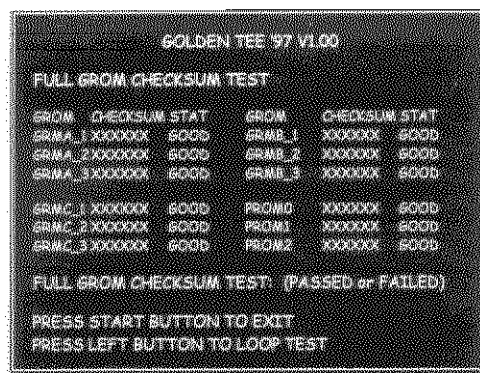 GOLDEN TEE '97 V1.00
FULL GROM CHECKSUM TEST
GROM CHECKSUM STAT GROM CHECKSUM STAT
GRMA_1 XXXXXX GOOD GRMB_1 XXXXXX GOOD
GRMA_2 XXXXXX GOOD GRMB_2 XXXXXX GOOD
GRMA_3 XXXXXX GOOD GRMB_3 XXXXXX GOOD
GRMC_1 XXXXXX GOOD PROM0 XXXXXX GOOD
GRMC_2 XXXXXX GOOD PROM1 XXXXXX GOOD
GRMC_3 XXXXXX GOOD PROM2 XXXXXX GOOD
FULL GROM CHECKSUM TEST: (PASSED or FAILED)
PRESS START BUTTON TO EXIT
PRESS LEFT BUTTON TO LOOP TEST